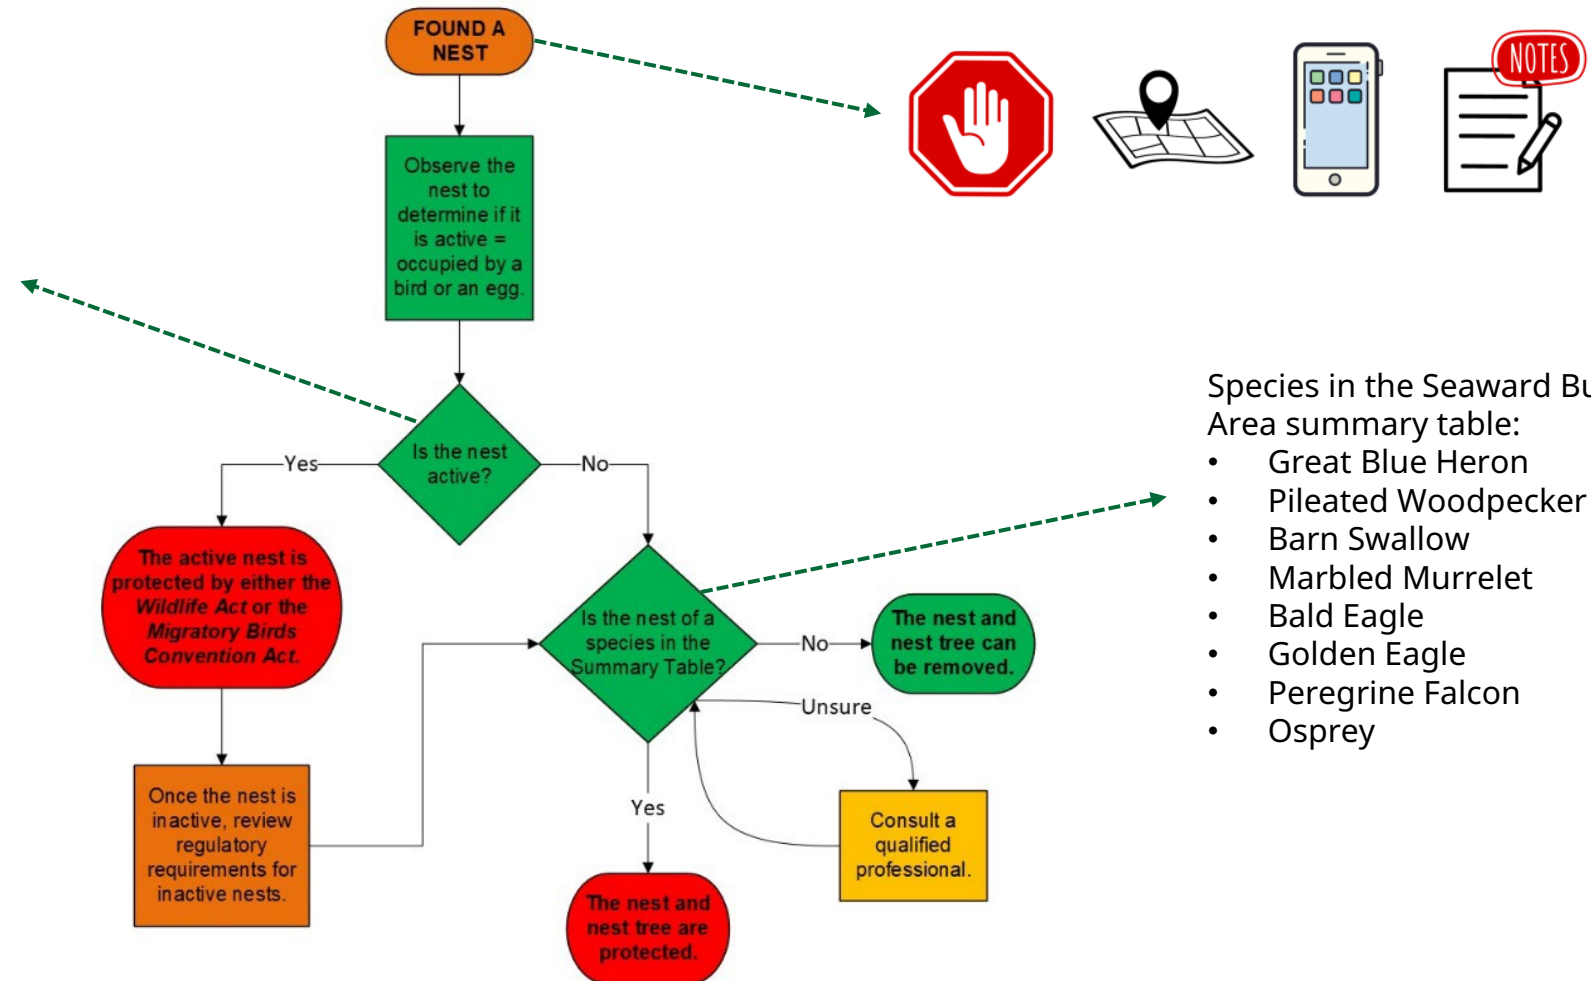 FOUND A
NEST
NOTES
Observe the
nest to
determine if it
is active =
occupied by a
bird or an egg.
Is the nest
active?
Yes
No
The active nest is
protected by either the
Wildlife Act or the
Migratory Birds
Convention Act.
Is the nest of a
species in the
Summary Table?
No
The nest and
nest tree can
be removed.
Unsure
Yes
Once the nest is
inactive, review
regulatory
requirements for
inactive nests.
Consult a
qualified
professional.
The nest and
nest tree are
protected.
Species in the Seaward
Area summary table:
• Great Blue Heron
• Pileated Woodpecker
• Barn Swallow
• Marbled Murrelet
• Bald Eagle
• Golden Eagle
• Peregrine Falcon
• Osprey